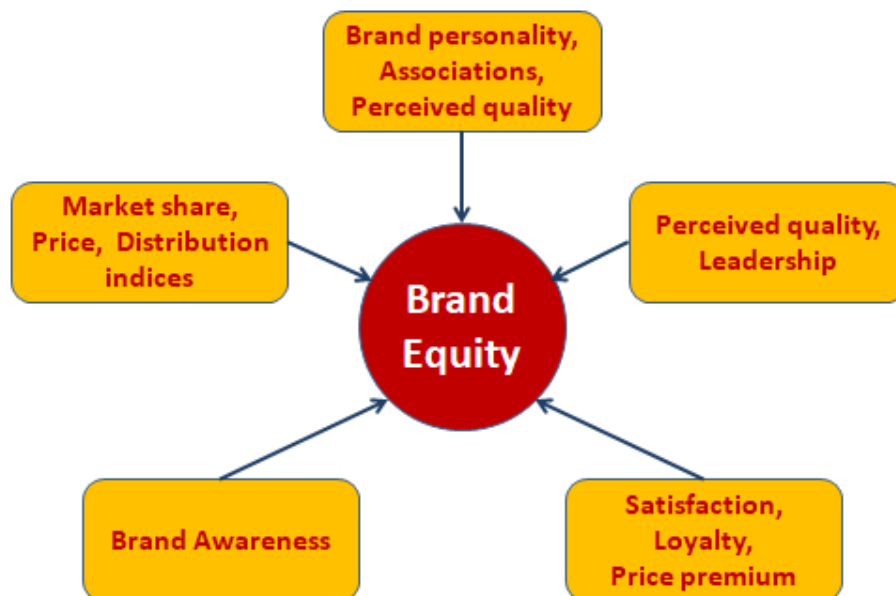 Brand personality,
Associations,
Perceived quality
Market share,
Price, Distribution
indices
Perceived quality,
Leadership
Brand
Equity
Brand Awareness
Satisfaction,
Loyalty,
Price premium